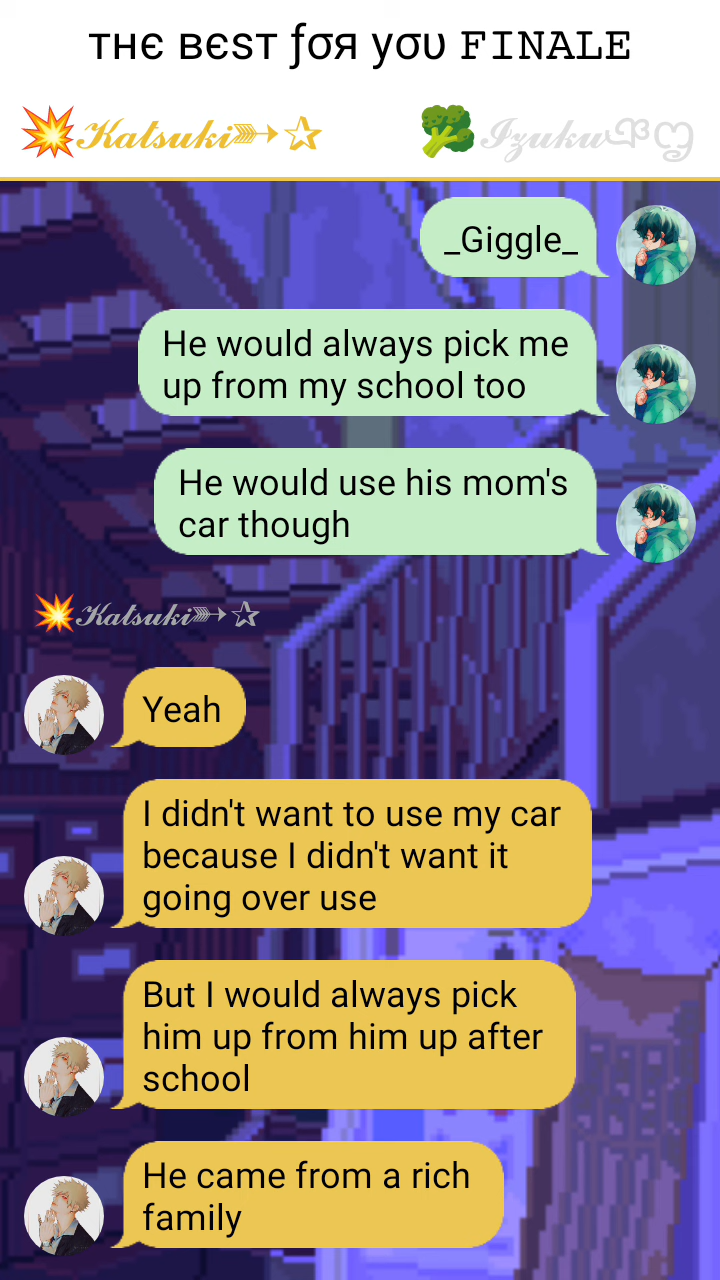 тнє вєѕт ƒσя уσυ 𝙵𝙸𝙽𝙰𝙻𝙴
💥𝓚𝓪𝓽𝓼𝓾𝓴𝓲➳✰ 🥦𝓘𝔃𝓾𝓴𝓾ঞღ
_Giggle_
He would always pick me
up from my school too
He would use his mom's
car though
💥𝓚𝓪𝓽𝓼𝓾𝓴𝓲➳✰
Yeah
I didn't want to use my car
because I didn't want it
going over use
But I would always pick
him up from him up after
school
He came from a rich
family